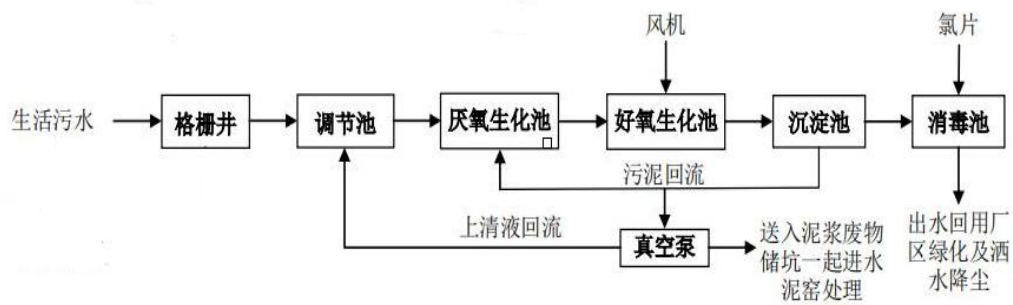 风机
氯片
生活污水
格栅井
调节池
厌氧生化池
好氧生化池
沉淀池
消毒池
污泥回流
上清液回流
真空泵
送入泥浆废物
储坑一起进水
泥窑处理
出水回用厂
区绿化及洒
水降尘